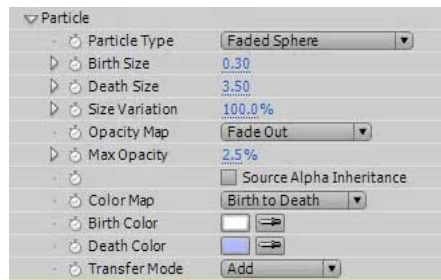 Particle
Particle Type Faded Sphere
Birth Size 0.30
Death Size 3.50
Size Variation 100.0%
Opacity Map Fade Out
Max Opacity 2.5%
Source Alpha Inheritance
Color Map Birth to Death
Birth Color
Death Color
Transfer Mode Add